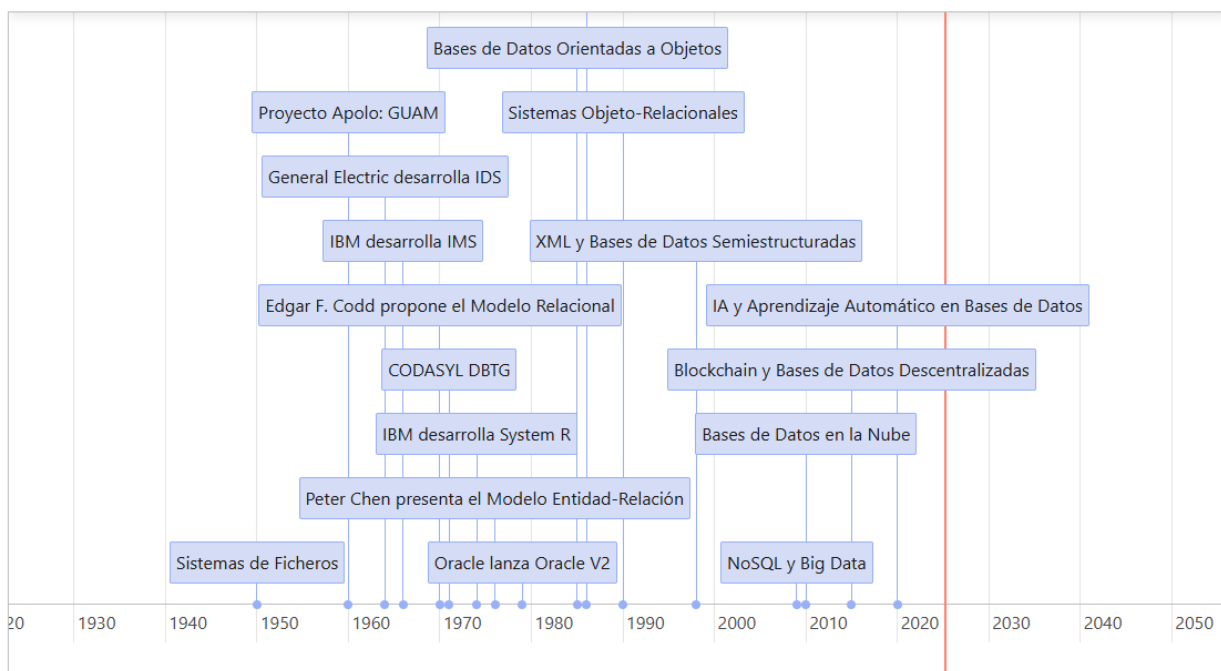 Bases de Datos Orientadas a Objetos
Proyecto Apolo: GUAM
Sistemas Objeto-Relacionales
General Electric desarrolla IDS
IBM desarrolla IMS
XML y Bases de Datos Semiestructuradas
Edgar F. Codd propone el Modelo Relacional
IA y Aprendizaje Automático en Bases de Datos
CODASYL DBTG
Blockchain y Bases de Datos Descentralizadas
IBM desarrolla System R
Bases de Datos en la Nube
Peter Chen presenta el Modelo Entidad-Relación
Sistemas de Ficheros
Oracle lanza Oracle V2
NoSQL y Big Data
20 1930 1940 1950 1960 1970 1980 1990 2000 2010 2020 2030 2040 2050